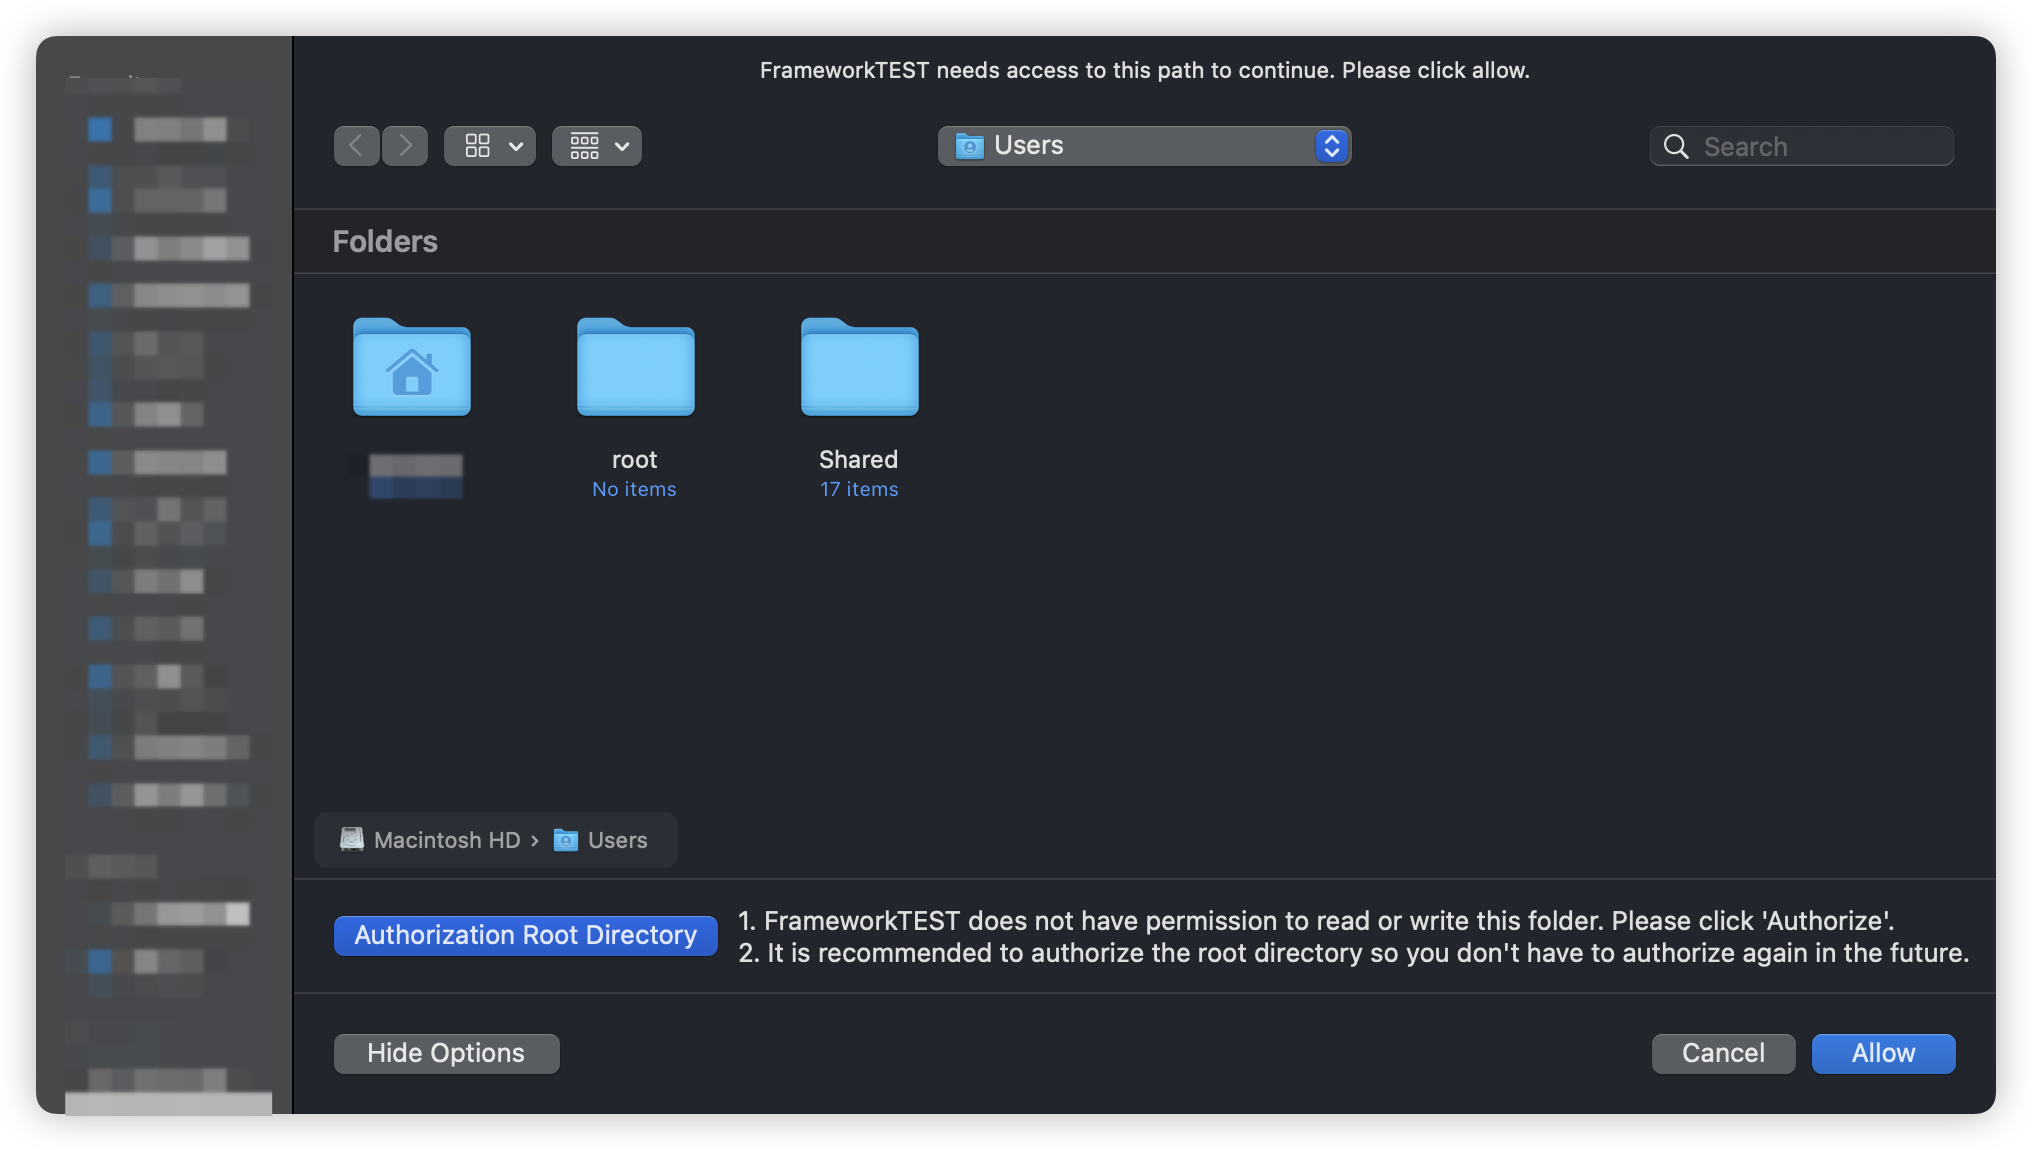 FrameworkTEST needs access to this path to continue. Please click allow.
Users
Search
Folders
root
No items
Shared
17 items
Macintosh HD › Users
Authorization Root Directory
1. FrameworkTEST does not have permission to read or write this folder. Please click 'Authorize'.
2. It is recommended to authorize the root directory so you don't have to authorize again in the future.
Hide Options
Cancel
Allow